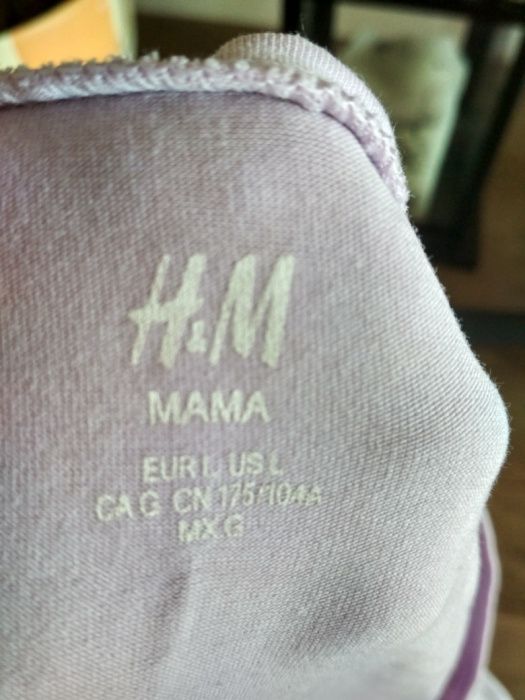 H&M
MAMA
EUR L US L
CA G CN 175/104A
MX G